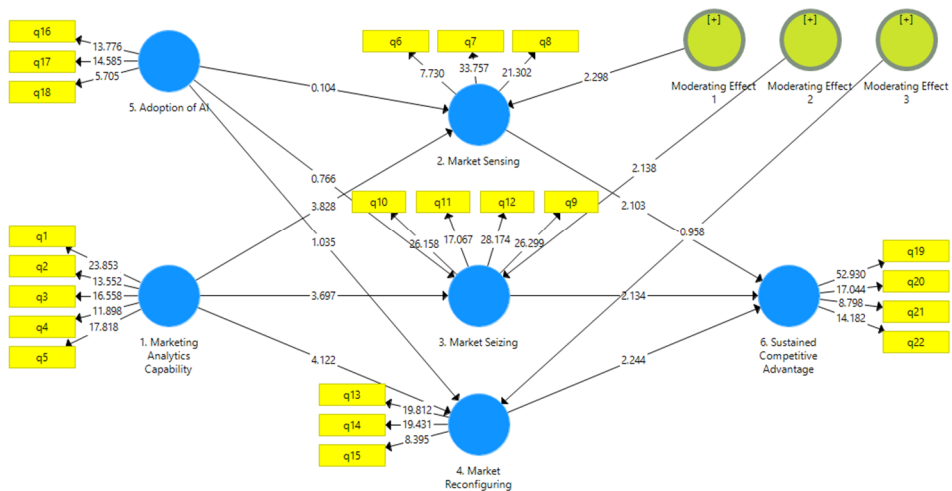 q16
q17
q18
13.776
14.585
5.705
5. Adoption of AI
q6
q7
q8
7.730
33.757
21.302
2. Market Sensing
[+]
Moderating Effect
1
[+]
Moderating Effect
2
[+]
Moderating Effect
3
2.298
0.104
2.138
0.766
3.828
1.035
2.103
0.958
q10
q11
q12
q9
26.158
17.067
28.174
26.299
3. Market Seizing
q1
q2
q3
q4
q5
23.853
13.552
16.558
11.898
17.818
1. Marketing
Analytics
Capability
3.697
4.122
2.134
2.244
q19
q20
q21
q22
52.930
17.044
8.798
14.182
6. Sustained
Competitive
Advantage
q13
q14
q15
19.812
19.431
8.395
4. Market
Reconfiguring